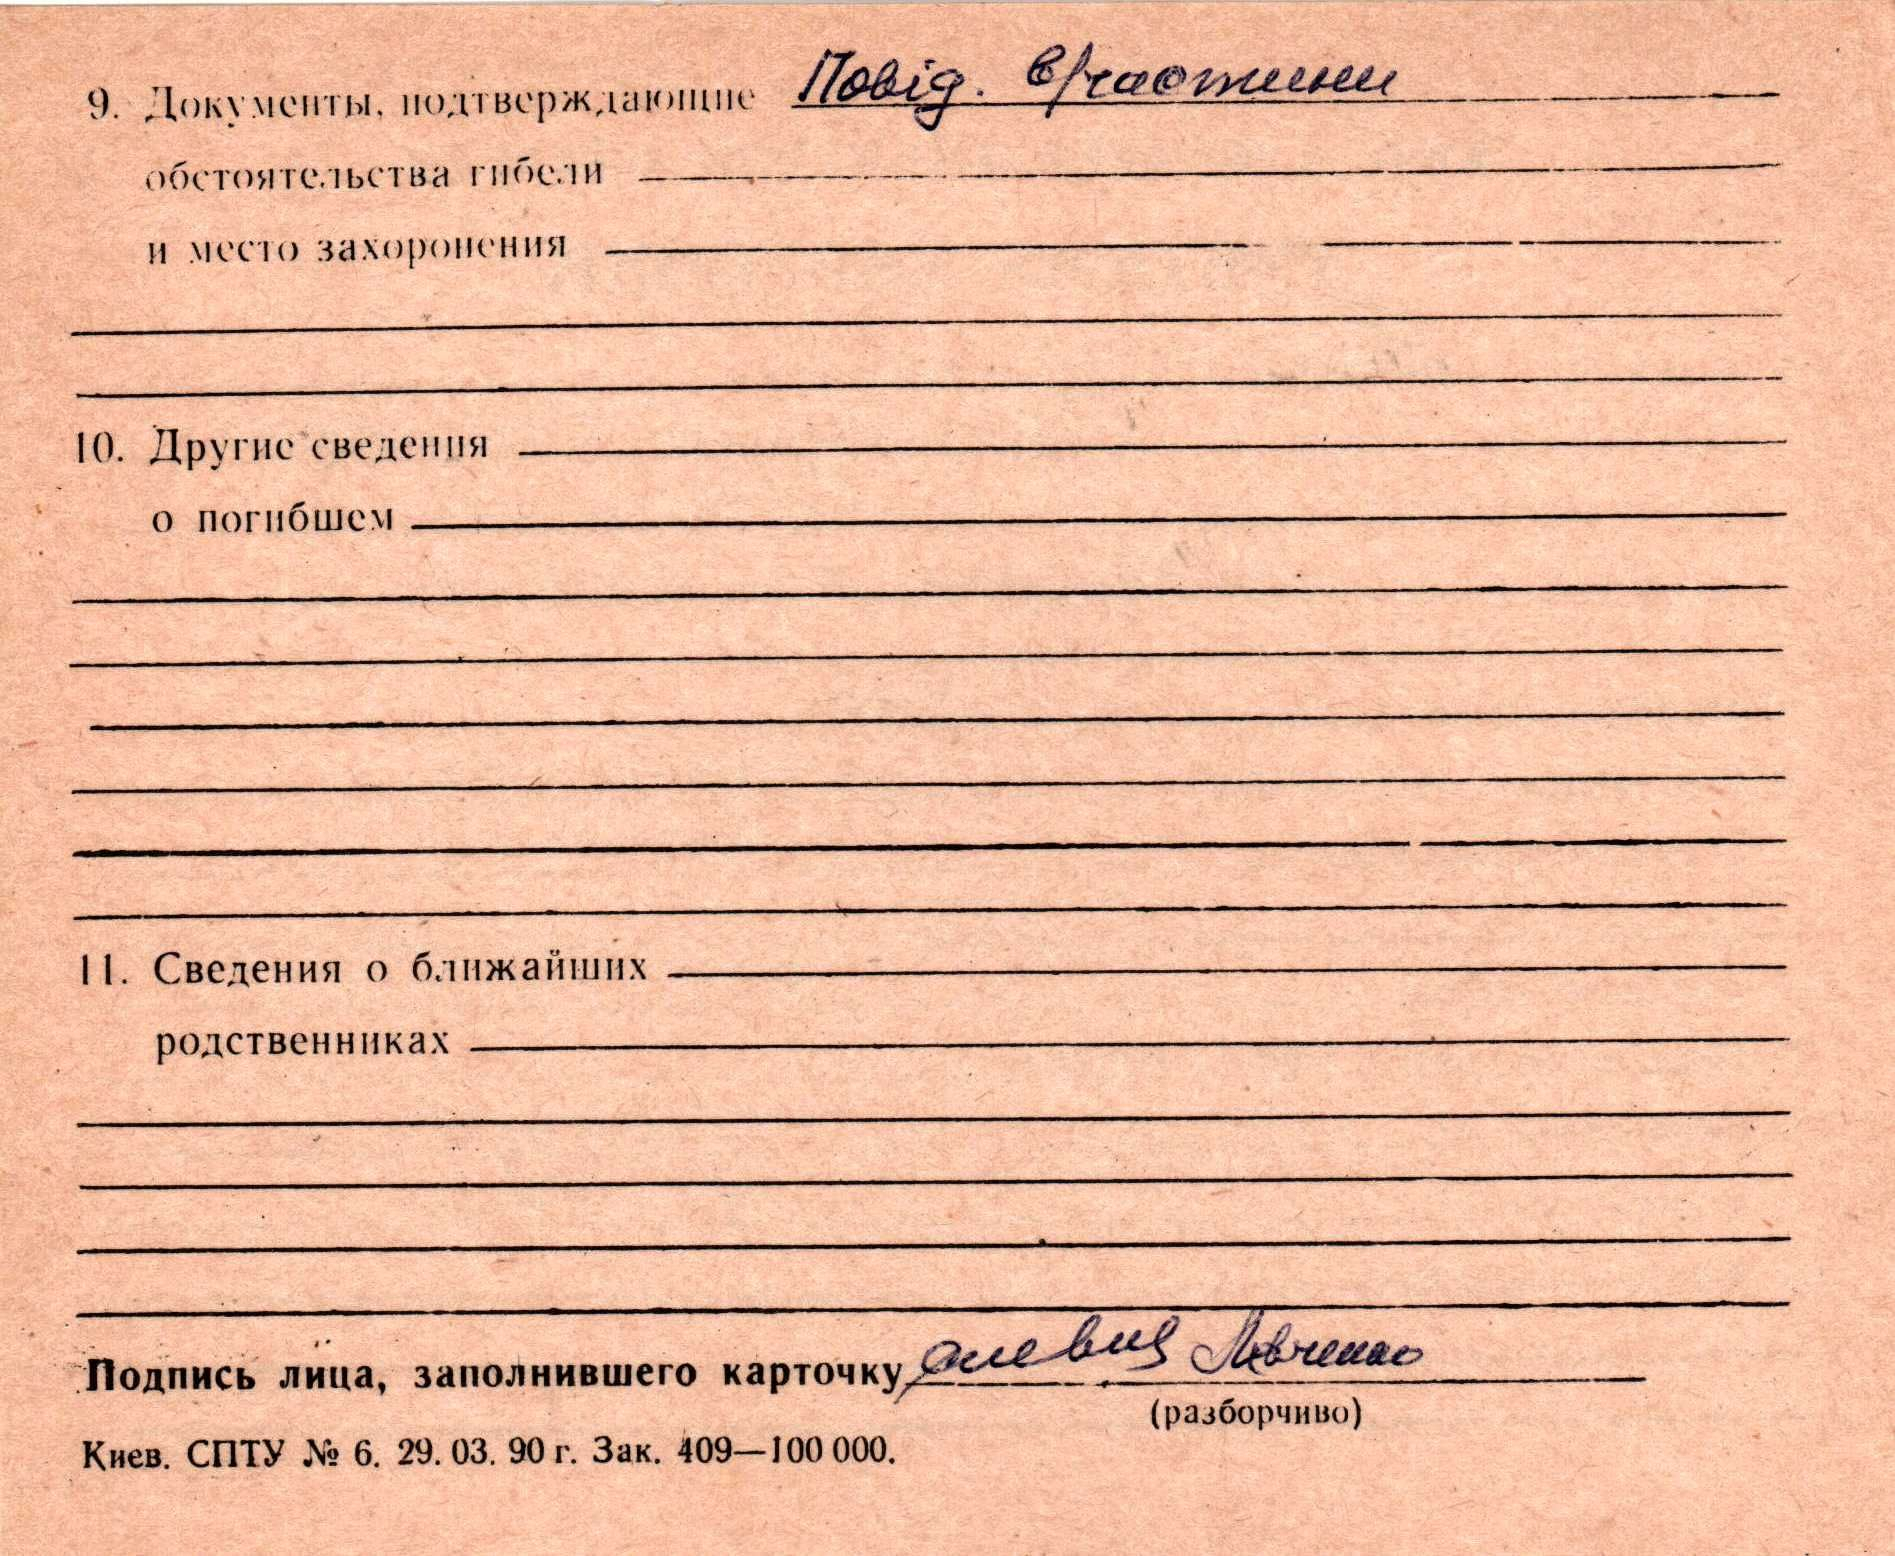 9. Документы, подтверждающие Повід. в/частини
обстоятельства гибели
и место захоронения
10. Другие сведения
о погибшем
11. Сведения о ближайших
родственниках
Подпись лица, заполнившего карточку Левченко
(разборчиво)
Киев. СПТУ № 6. 29. 03. 90 г. Зак. 409—100 000.